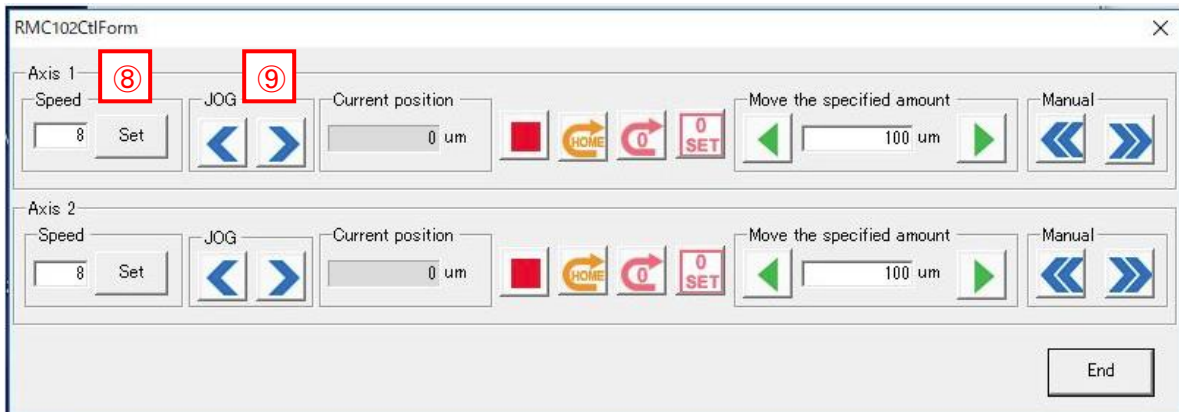 RMC102CtlForm
Axis 1
⑧
⑨
Speed
JOG
Current position
Move the specified amount
Manual
8
Set
0 um
HOME
0
0
SET
100 um
Axis 2
Speed
JOG
Current position
Move the specified amount
Manual
8
Set
0 um
HOME
0
0
SET
100 um
End